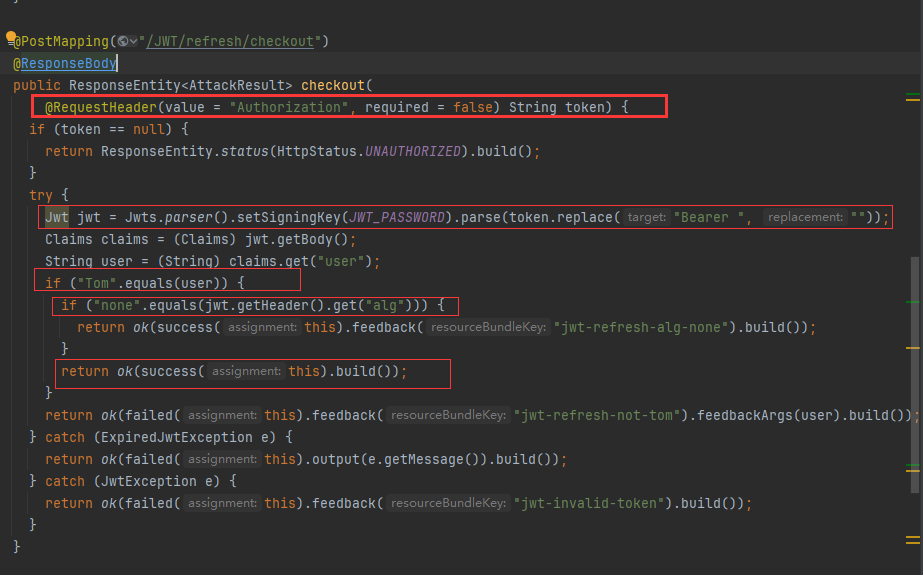 }
@PostMapping("/JWT/refresh/checkout")
@ResponseBody
public ResponseEntity<AttackResult> checkout(
@RequestHeader(value = "Authorization", required = false) String token) {
if (token == null) {
return ResponseEntity.status(HttpStatus.UNAUTHORIZED).build();
}
try {
Jwt jwt = Jwts.parser().setSigningKey(JWT_PASSWORD).parse(token.replace( target: "Bearer ", replacement: ""));
Claims claims = (Claims) jwt.getBody();
String user = (String) claims.get("user");
if ("Tom".equals(user)) {
if ("none".equals(jwt.getHeader().get("alg"))) {
return ok(success( assignment: this).feedback( resourceBundleKey: "jwt-refresh-alg-none").build());
}
return ok(success( assignment: this).build());
}
return ok(failed( assignment: this).feedback( resourceBundleKey: "jwt-refresh-not-tom").feedbackArgs(user).build());
} catch (ExpiredJwtException e) {
return ok(failed( assignment: this).output(e.getMessage()).build());
} catch (JwtException e) {
return ok(failed( assignment: this).feedback( resourceBundleKey: "jwt-invalid-token").build());
}
}